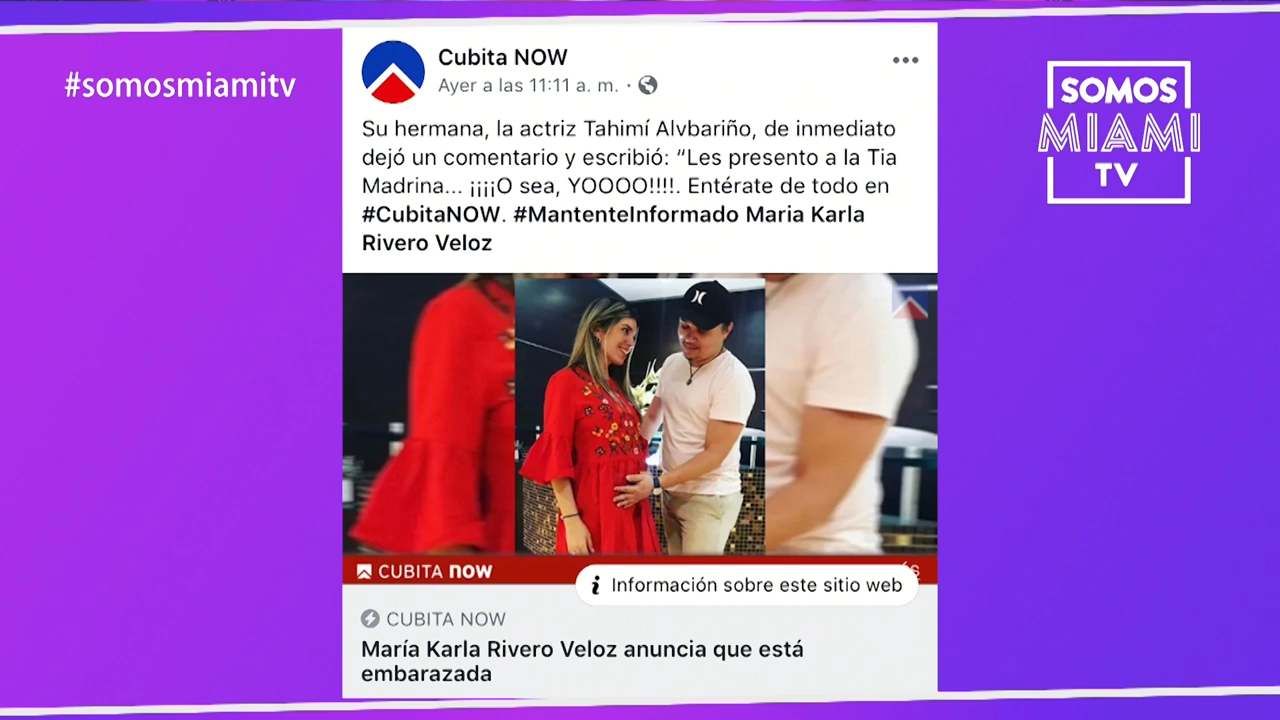 #somosmiamitv
SOMOS
MIAMI
TV
Cubita NOW
Ayer a las 11:11 a. m. ·
Su hermana, la actriz Tahimí Alvbariño, de inmediato
dejó un comentario y escribió: “Les presento a la Tia
Madrina... ¡¡¡¡O sea, YOOOO!!!!. Entérate de todo en
#CubitaNOW. #MantenteInformado Maria Karla
Rivero Veloz
CUBITA NOW
Información sobre este sitio web
CUBITA NOW
María Karla Rivero Veloz anuncia que está
embarazada